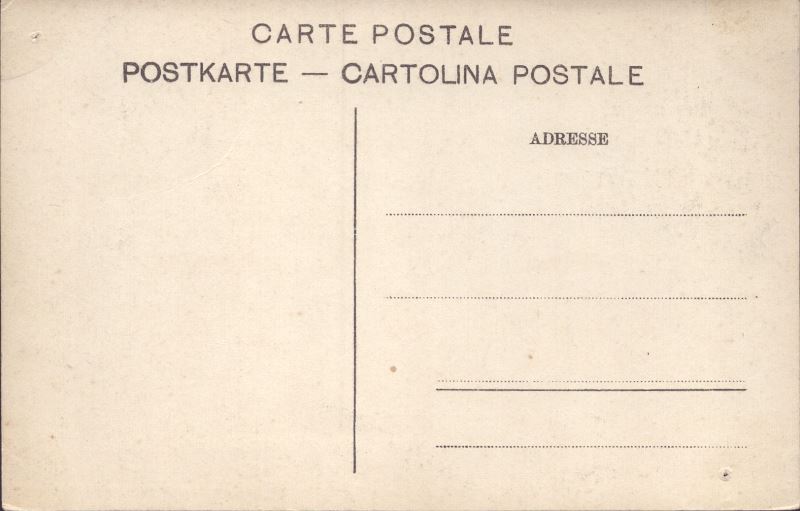 CARTE POSTALE
POSTKARTE — CARTOLINA POSTALE
ADRESSE